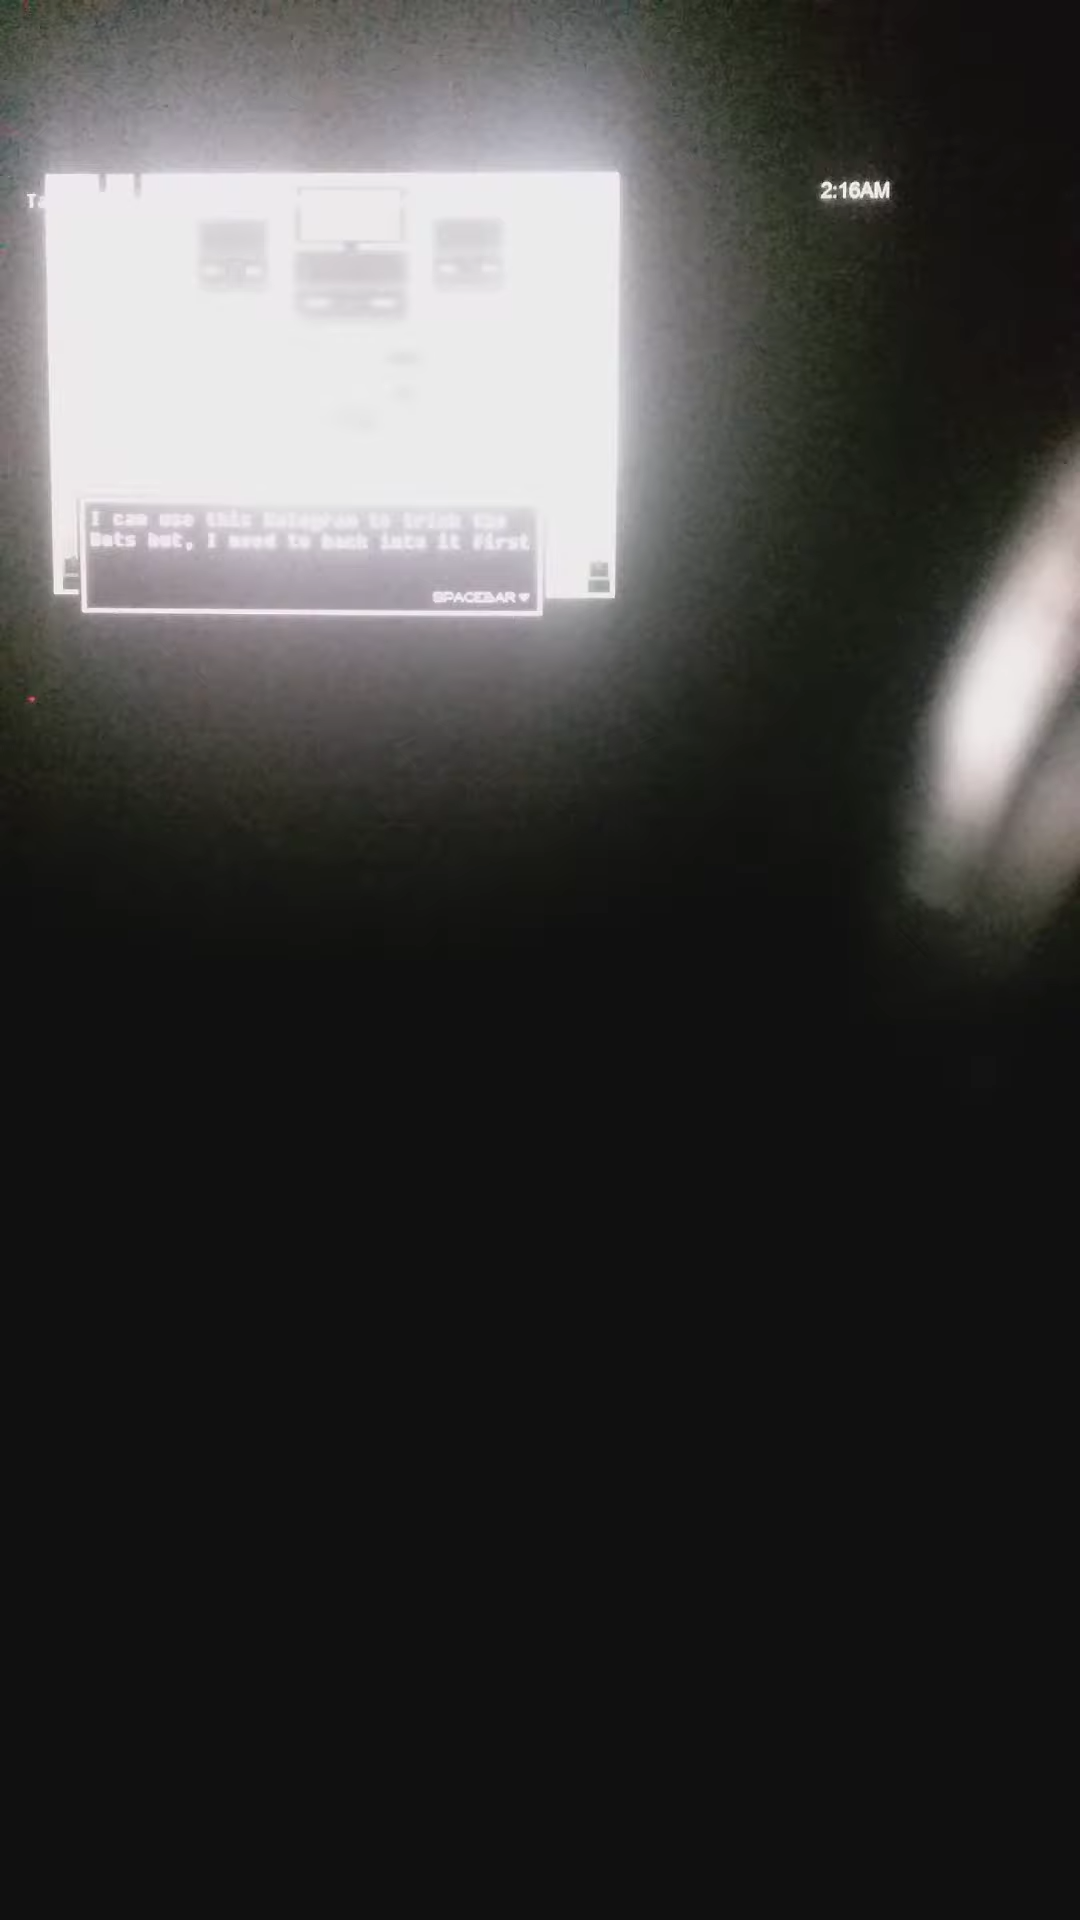 2:16AM
I can use this Hologram to trick the
Bots but, I need to hack into it First
SPACEBAR